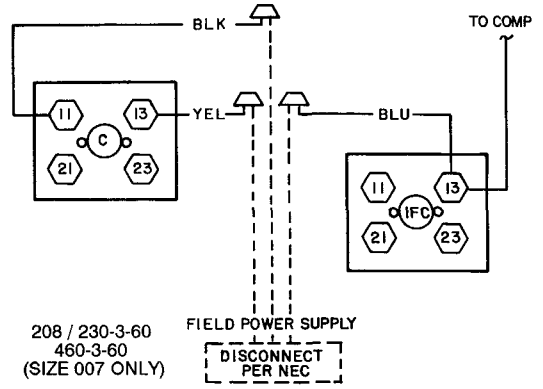 BLK
TO COMP
11
13
YEL
BLU
C
21
23
11
13
IFC
21
23
FIELD POWER SUPPLY
208 / 230-3-60
460-3-60
(SIZE 007 ONLY)
DISCONNECT
PER NEC